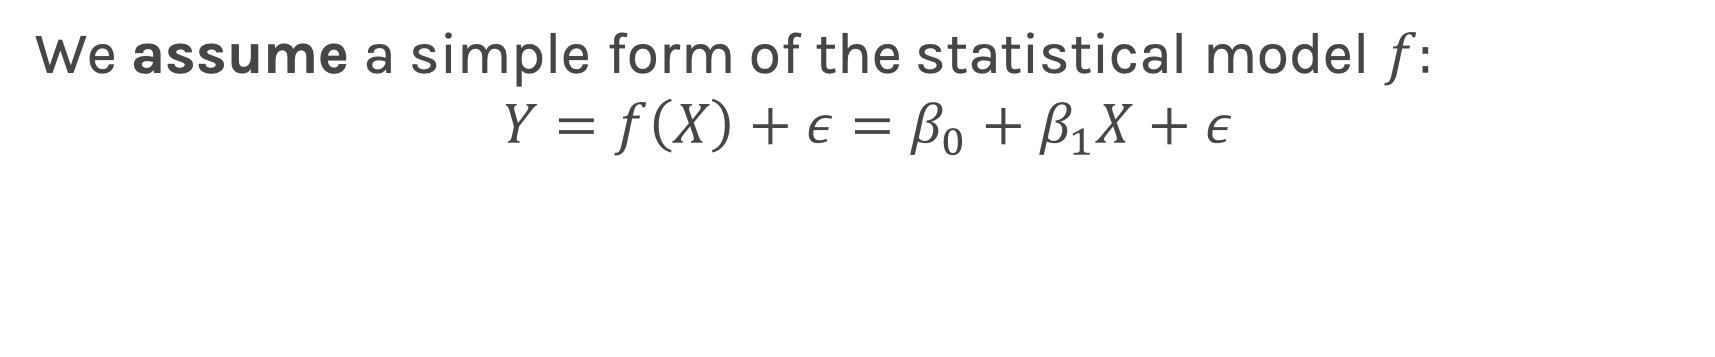 We assume a simple form of the statistical model 𝑓:
𝑌 = 𝑓(𝑋) + 𝜖 = 𝛽₀ + 𝛽₁𝑋 + 𝜖